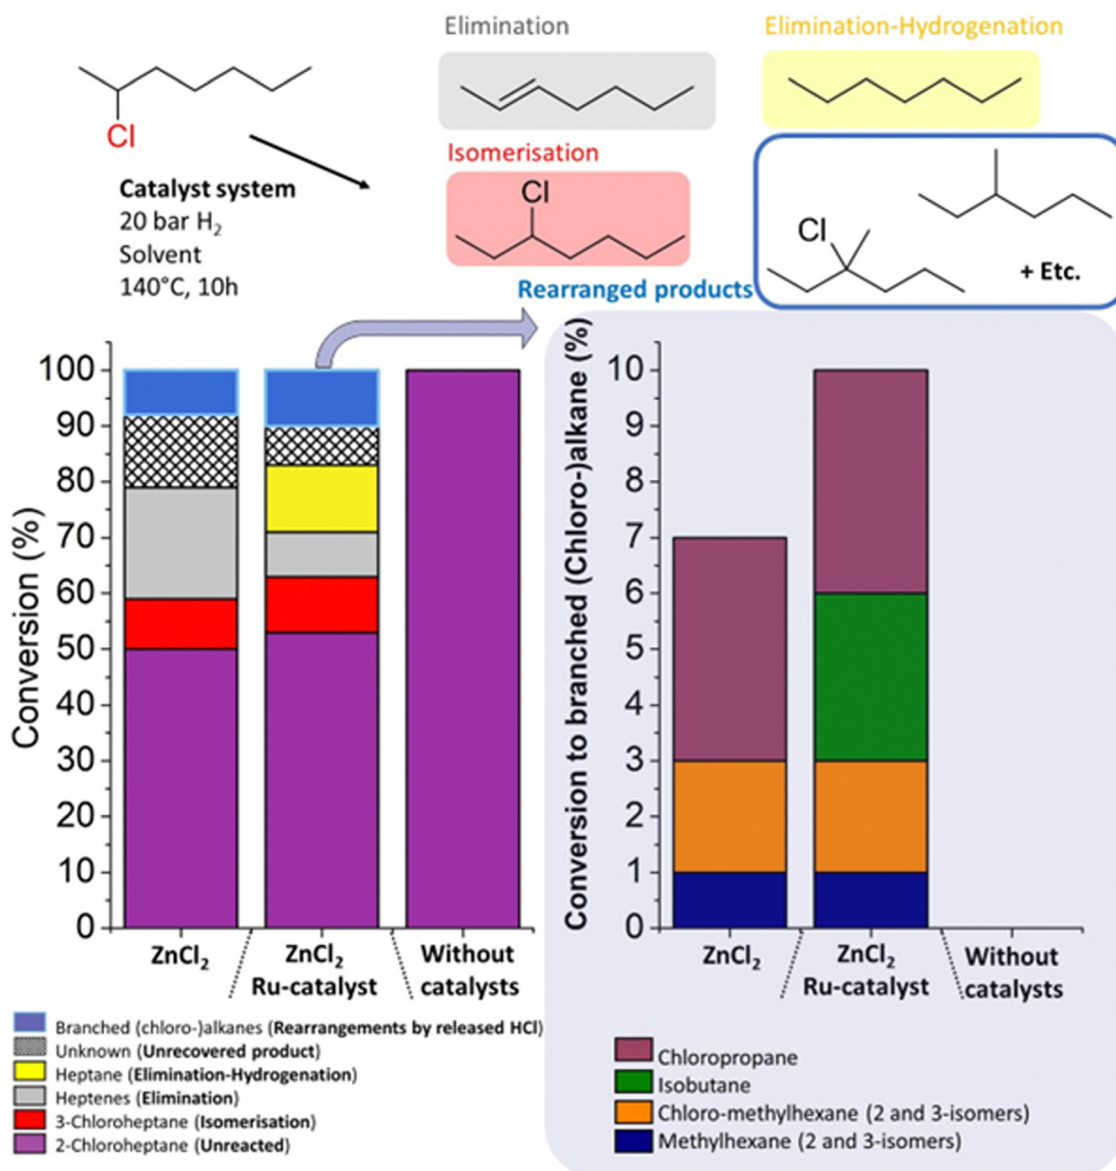 Elimination
Elimination-Hydrogenation
Cl
Catalyst system
20 bar H₂
Solvent
140°C, 10h
Isomerisation
Cl
Cl
+ Etc.
Rearranged products
Conversion (%)
100
90
80
70
60
50
40
30
20
10
0
ZnCl₂
ZnCl₂
Ru-catalyst
Without
catalysts
Branched (chloro-)alkanes (Rearrangements by released HCl)
Unknown (Unrecovered product)
Heptane (Elimination-Hydrogenation)
Heptenes (Elimination)
3-Chloroheptane (Isomerisation)
2-Chloroheptane (Unreacted)
Conversion to branched (Chloro-)alkane (%)
10
9
8
7
6
5
4
3
2
1
0
ZnCl₂
ZnCl₂
Ru-catalyst
Without
catalysts
Chloropropane
Isobutane
Chloro-methylhexane (2 and 3-isomers)
Methylhexane (2 and 3-isomers)